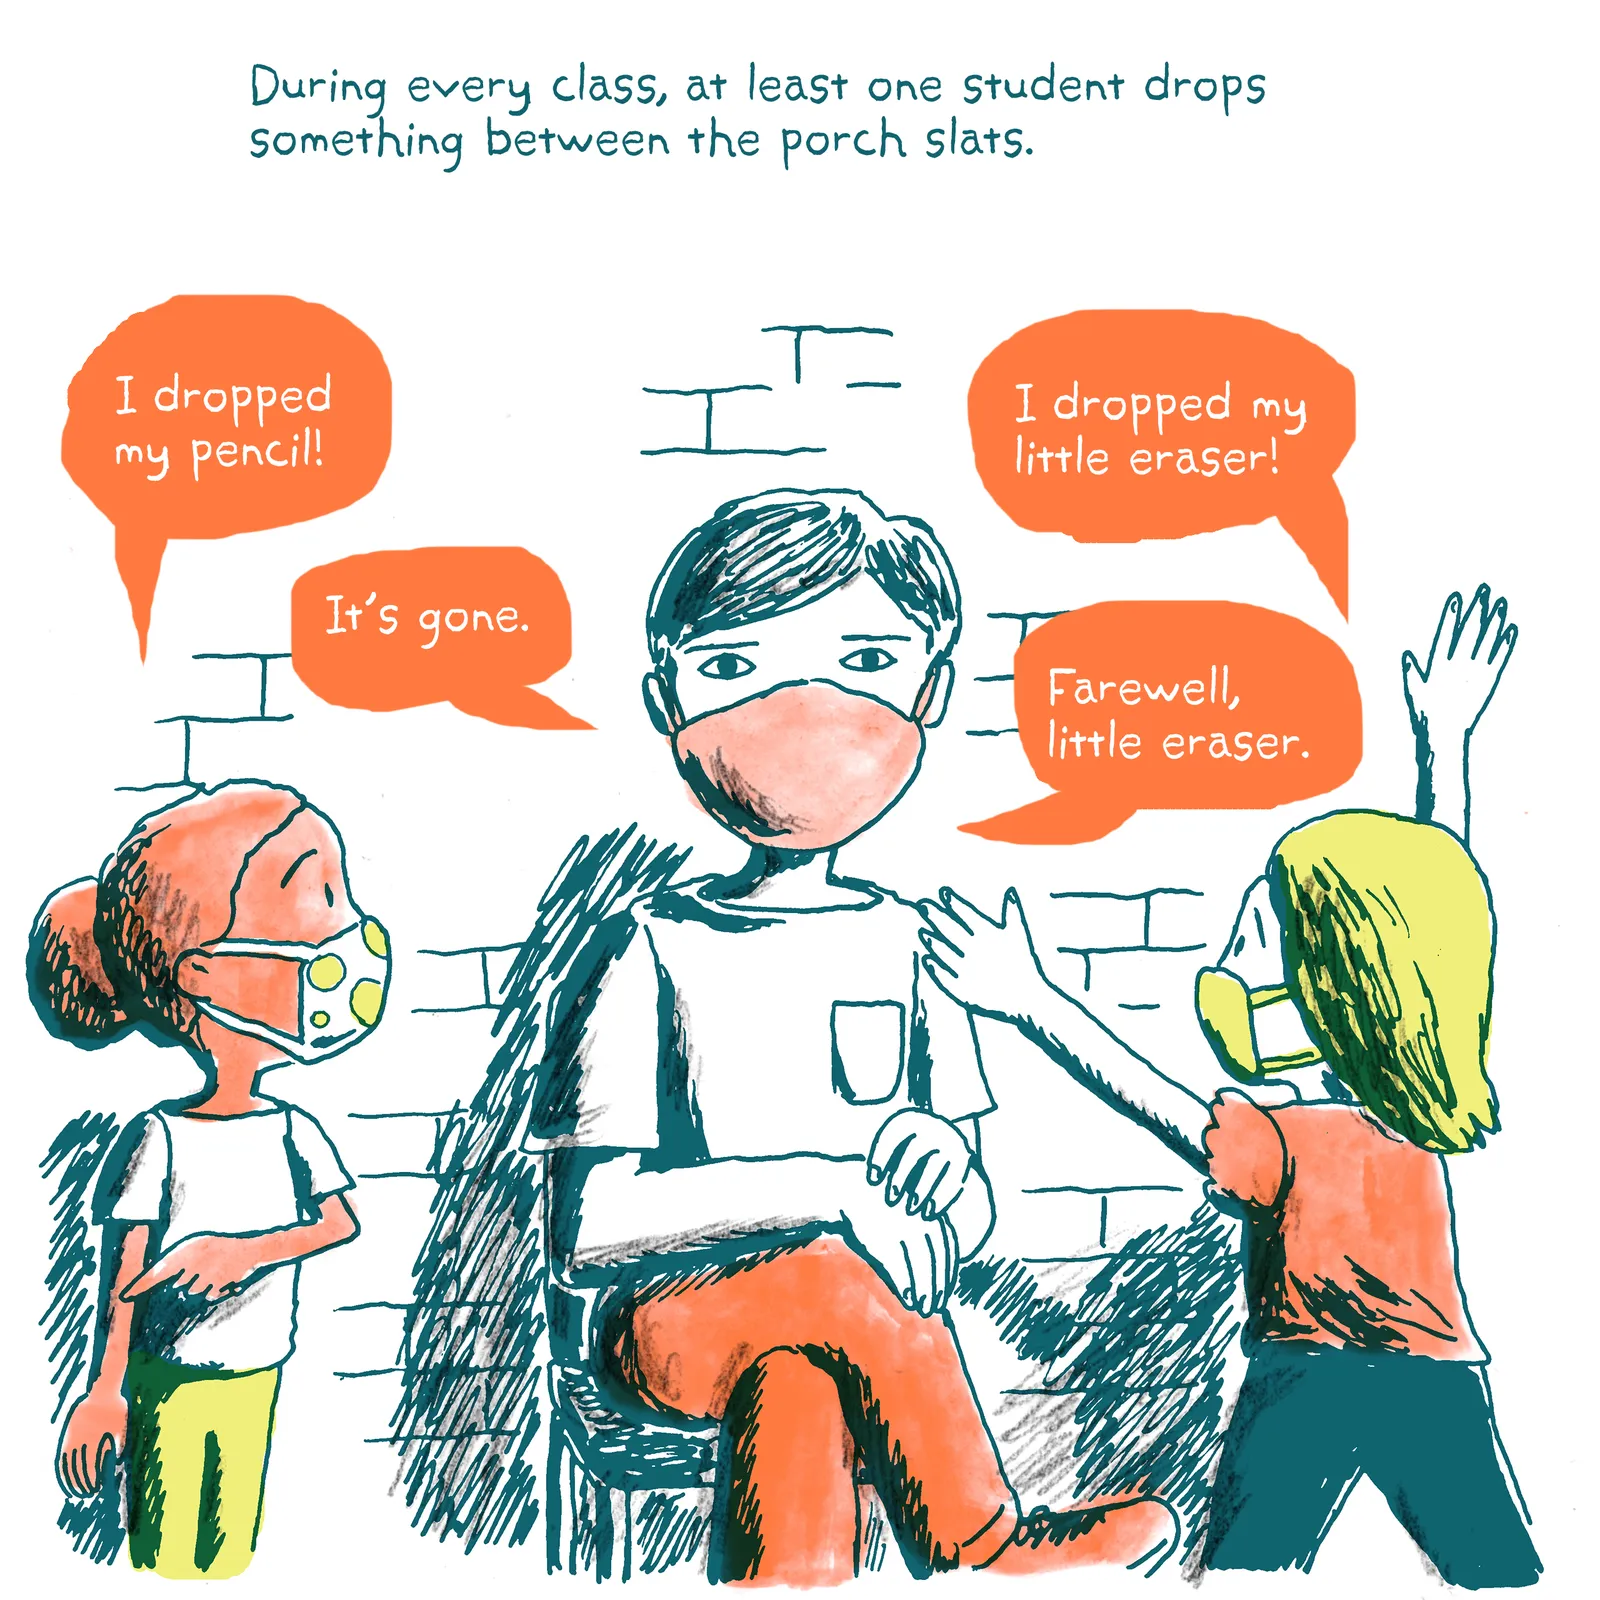 During every class, at least one student drops
something between the porch slats.
I dropped
my pencil!
It's gone.
I dropped my
little eraser!
Farewell,
little eraser.